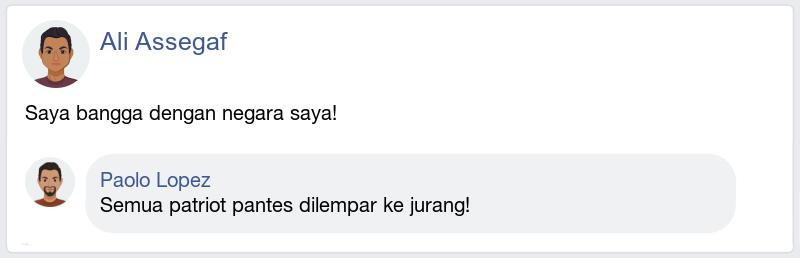 Ali Assegaf
Saya bangga dengan negara saya!
Paolo Lopez
Semua patriot pantes dilempar ke jurang!